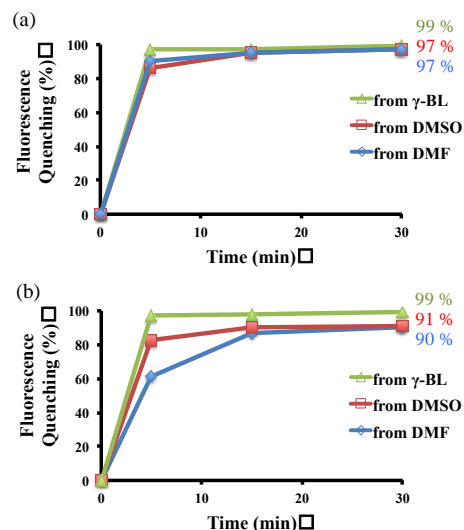 (a)
99 %
97 %
97 %
100
80
60
40
20
0
Fluorescence
Quenching (%)□
from γ-BL
from DMSO
from DMF
0
10
20
30
Time (min)□
(b)
99 %
91 %
90 %
100
80
60
40
20
0
Fluorescence
Quenching (%)□
from γ-BL
from DMSO
from DMF
0
10
20
30
Time (min)□